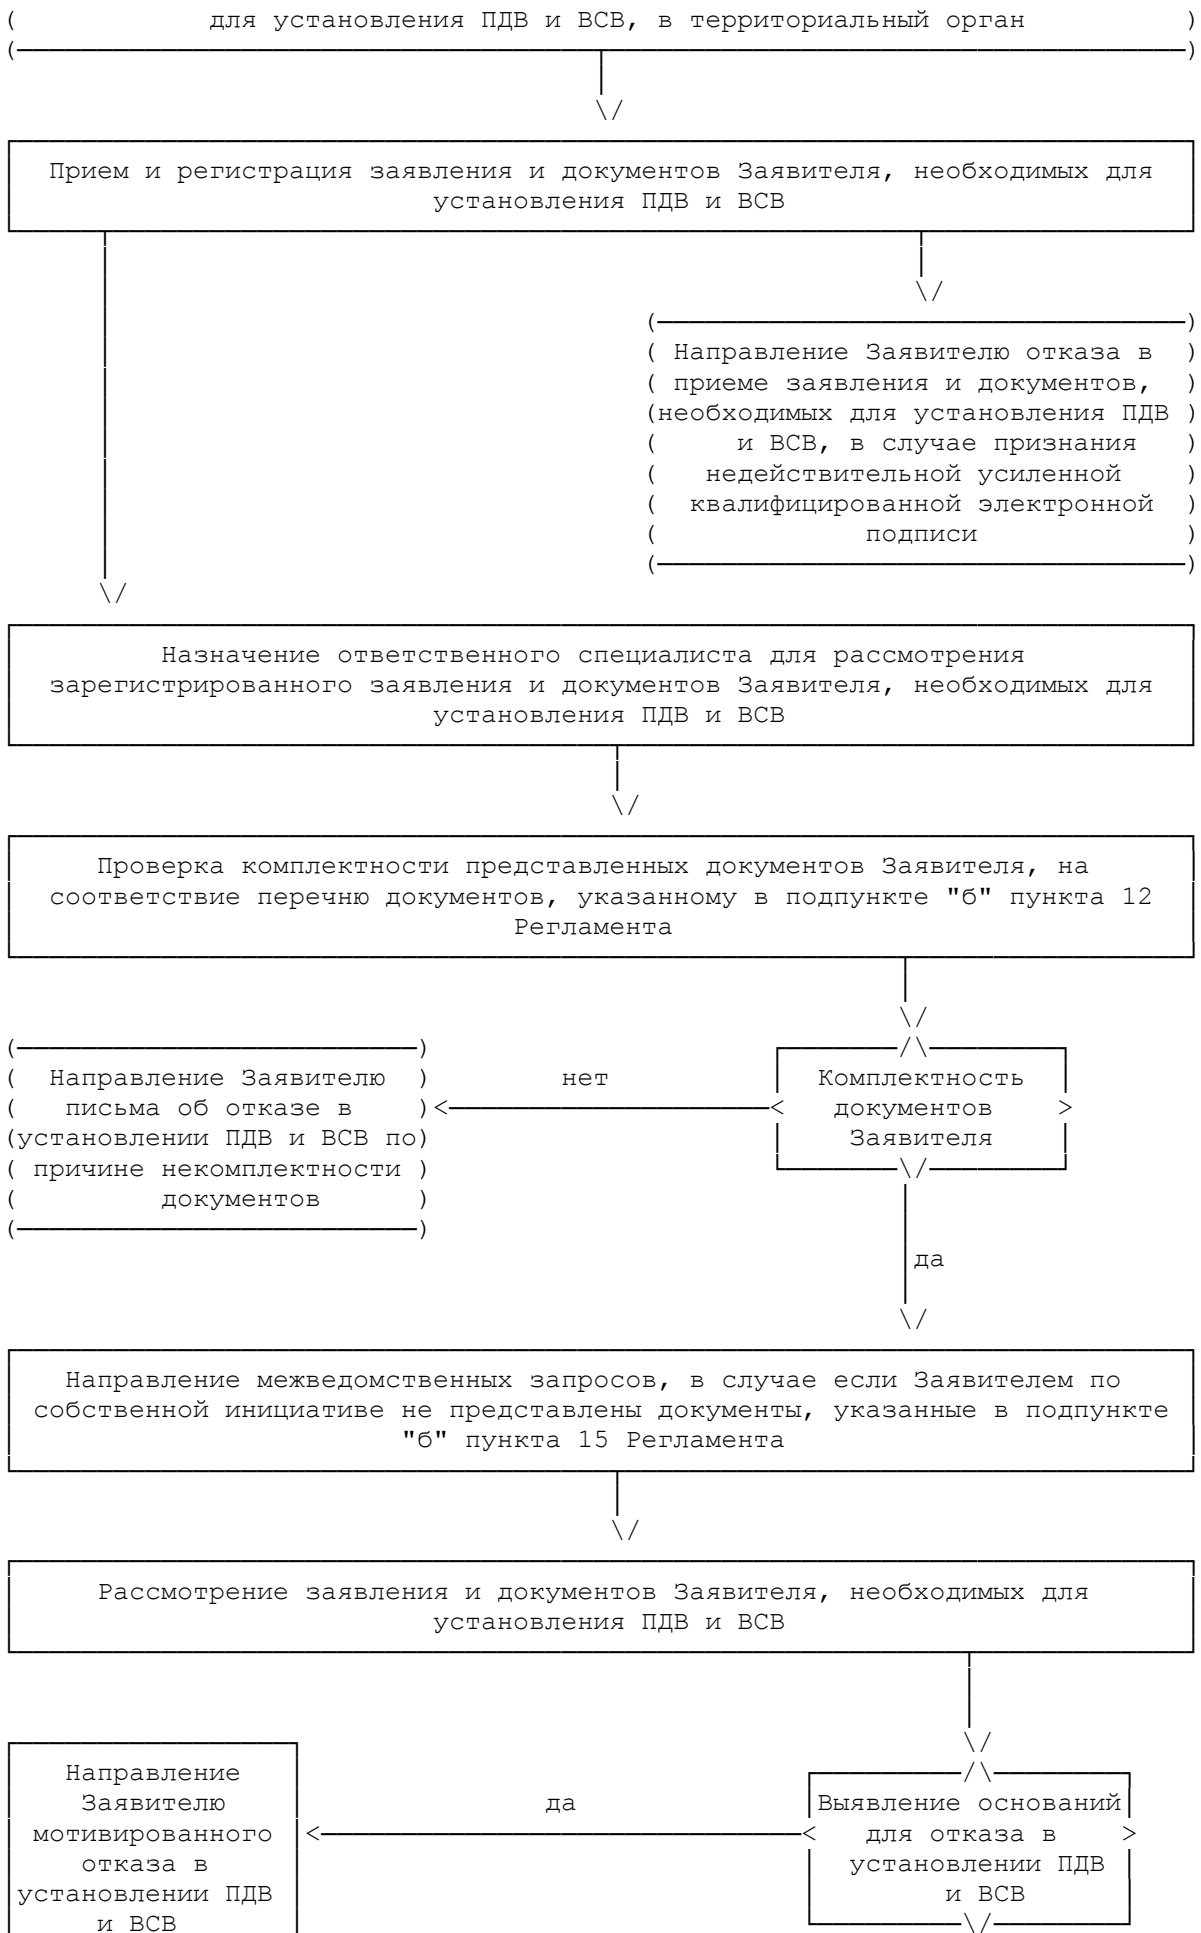 для установления ПДВ и ВСВ, в территориальный орган
Прием и регистрация заявления и документов Заявителя, необходимых для
установления ПДВ и ВСВ
Направление Заявителю отказа в
приеме заявления и документов,
необходимых для установления ПДВ
и ВСВ, в случае признания
недействительной усиленной
квалифицированной электронной
подписи
Назначение ответственного специалиста для рассмотрения
зарегистрированного заявления и документов Заявителя, необходимых для
установления ПДВ и ВСВ
Проверка комплектности представленных документов Заявителя, на
соответствие перечню документов, указанному в подпункте "б" пункта 12
Регламента
Направление Заявителю
письма об отказе в
установлении ПДВ и ВСВ по
причине некомплектности
документов
нет
Комплектность
документов
Заявителя
да
Направление межведомственных запросов, в случае если Заявителем по
собственной инициативе не представлены документы, указанные в подпункте
"б" пункта 15 Регламента
Рассмотрение заявления и документов Заявителя, необходимых для
установления ПДВ и ВСВ
Направление
Заявителю
мотивированного
отказа в
установлении ПДВ
и ВСВ
да
Выявление оснований
для отказа в
установлении ПДВ
и ВСВ